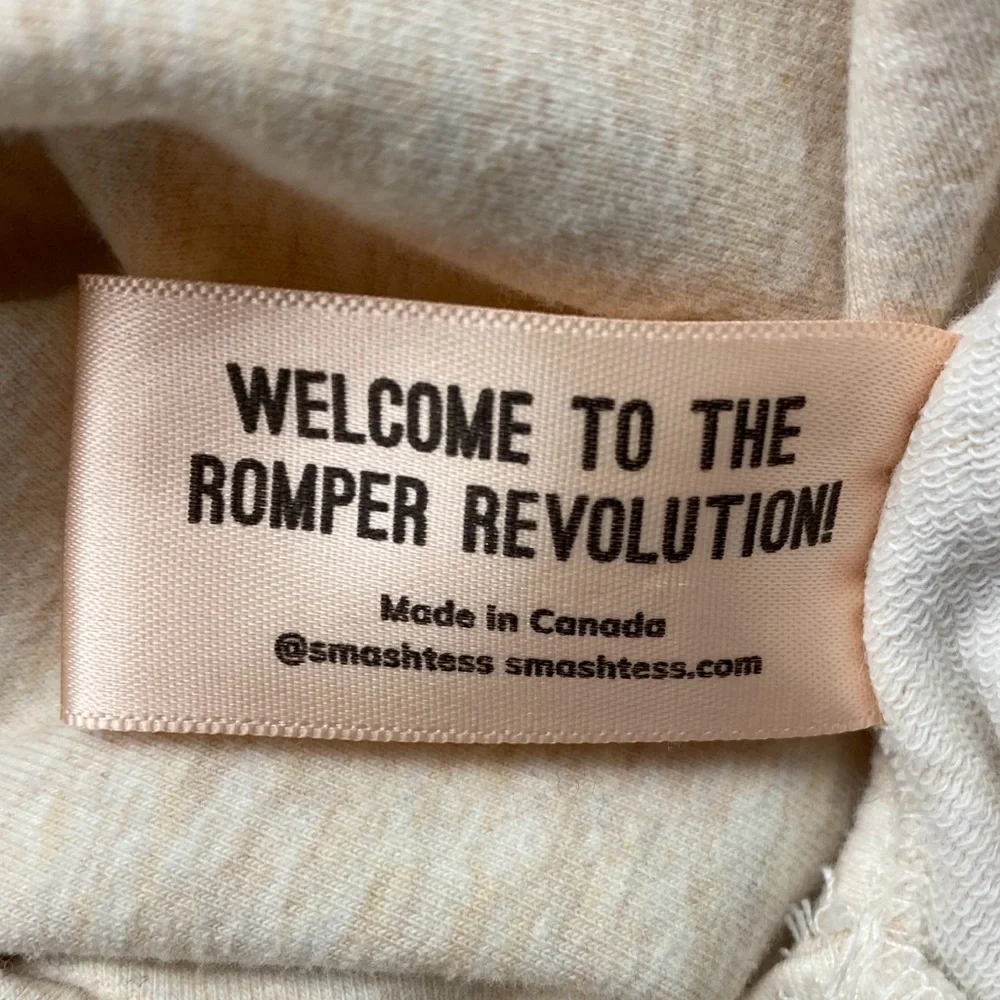 WELCOME TO THE
ROMPER REVOLUTION!
Made in Canada
@smashtess smashtess.com